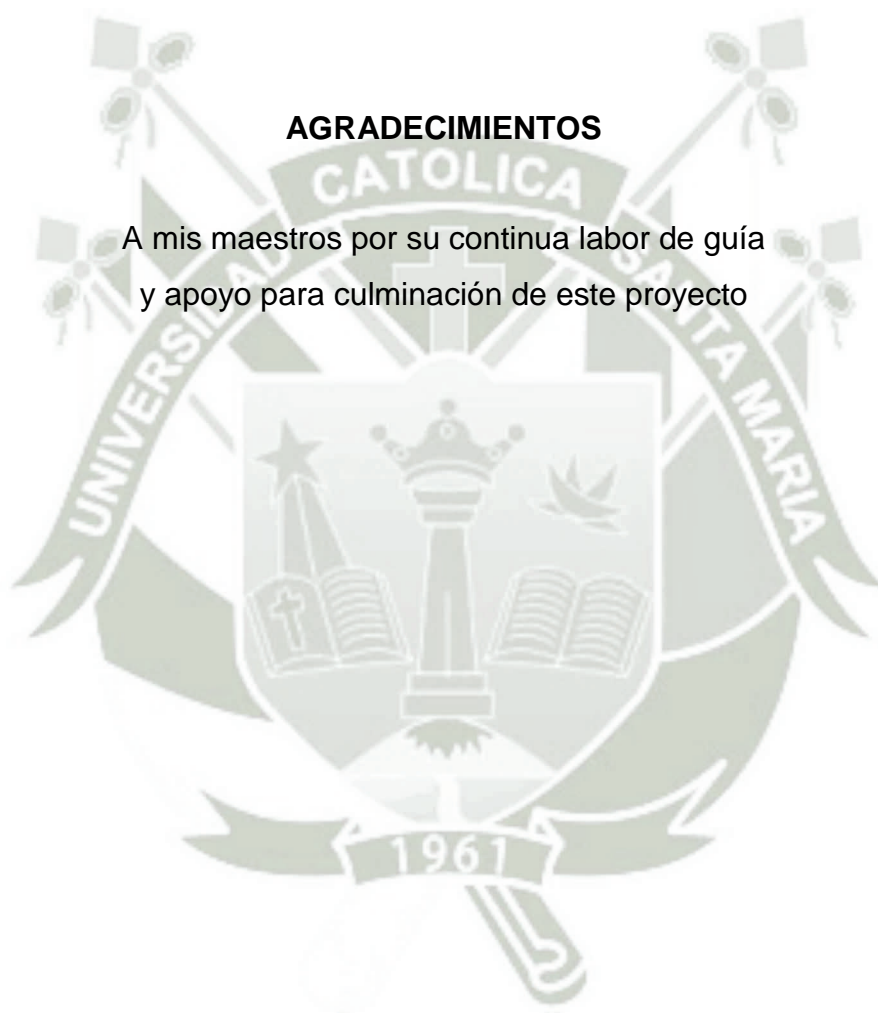 AGRADECIMIENTOS
A mis maestros por su continua labor de guía
y apoyo para culminación de este proyecto
UNIVERSIDAD CATOLICA SANTA MARIA
1961